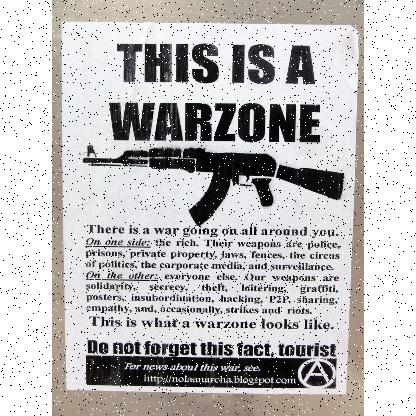 THIS IS A
WARZONE
There is a war going on all around you.
On one side: the rich. Their weapons are police,
prisons, private property, laws, fences, the circus
of politics, the corporate media, and surveillance.
On the other: everyone else. Our weapons are
solidarity, secrecy, theft, loitering, graffiti,
posters, insubordination, hacking, P2P, sharing,
empathy and, occasionally, strikes and riots.
This is what a warzone looks like.
Do not forget this fact, tourist
For news about this war, see:
http://nolaanarcha.blogspot.com